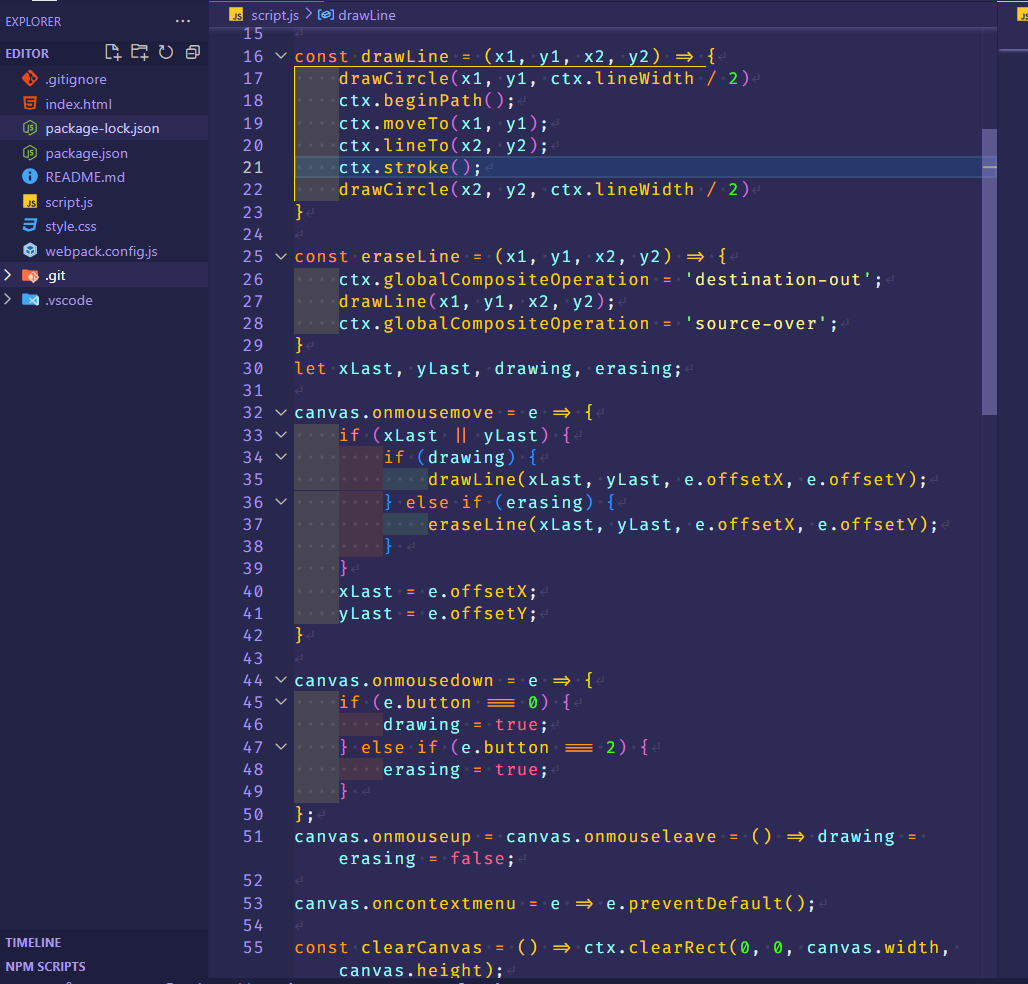 EXPLORER
EDITOR
.gitignore
index.html
package-lock.json
package.json
README.md
script.js
style.css
webpack.config.js
.git
.vscode
TIMELINE
NPM SCRIPTS
script.js > drawLine
15
16 const drawLine = (x1, y1, x2, y2) => {
17 drawCircle(x1, y1, ctx.lineWidth / 2)
18 ctx.beginPath();
19 ctx.moveTo(x1, y1);
20 ctx.lineTo(x2, y2);
21 ctx.stroke();
22 drawCircle(x2, y2, ctx.lineWidth / 2)
23 }
24
25 const eraseLine = (x1, y1, x2, y2) => {
26 ctx.globalCompositeOperation = 'destination-out';
27 drawLine(x1, y1, x2, y2);
28 ctx.globalCompositeOperation = 'source-over';
29 }
30 let xLast, yLast, drawing, erasing;
31
32 canvas.onmousemove = e => {
33 if (xLast || yLast) {
34 if (drawing) {
35 drawLine(xLast, yLast, e.offsetX, e.offsetY);
36 } else if (erasing) {
37 eraseLine(xLast, yLast, e.offsetX, e.offsetY);
38 }
39 }
40 xLast = e.offsetX;
41 yLast = e.offsetY;
42 }
43
44 canvas.onmousedown = e => {
45 if (e.button === 0) {
46 drawing = true;
47 } else if (e.button === 2) {
48 erasing = true;
49 }
50 };
51 canvas.onmouseup = canvas.onmouseleave = () => drawing =
erasing = false;
52
53 canvas.oncontextmenu = e => e.preventDefault();
54
55 const clearCanvas = () => ctx.clearRect(0, 0, canvas.width,
canvas.height);